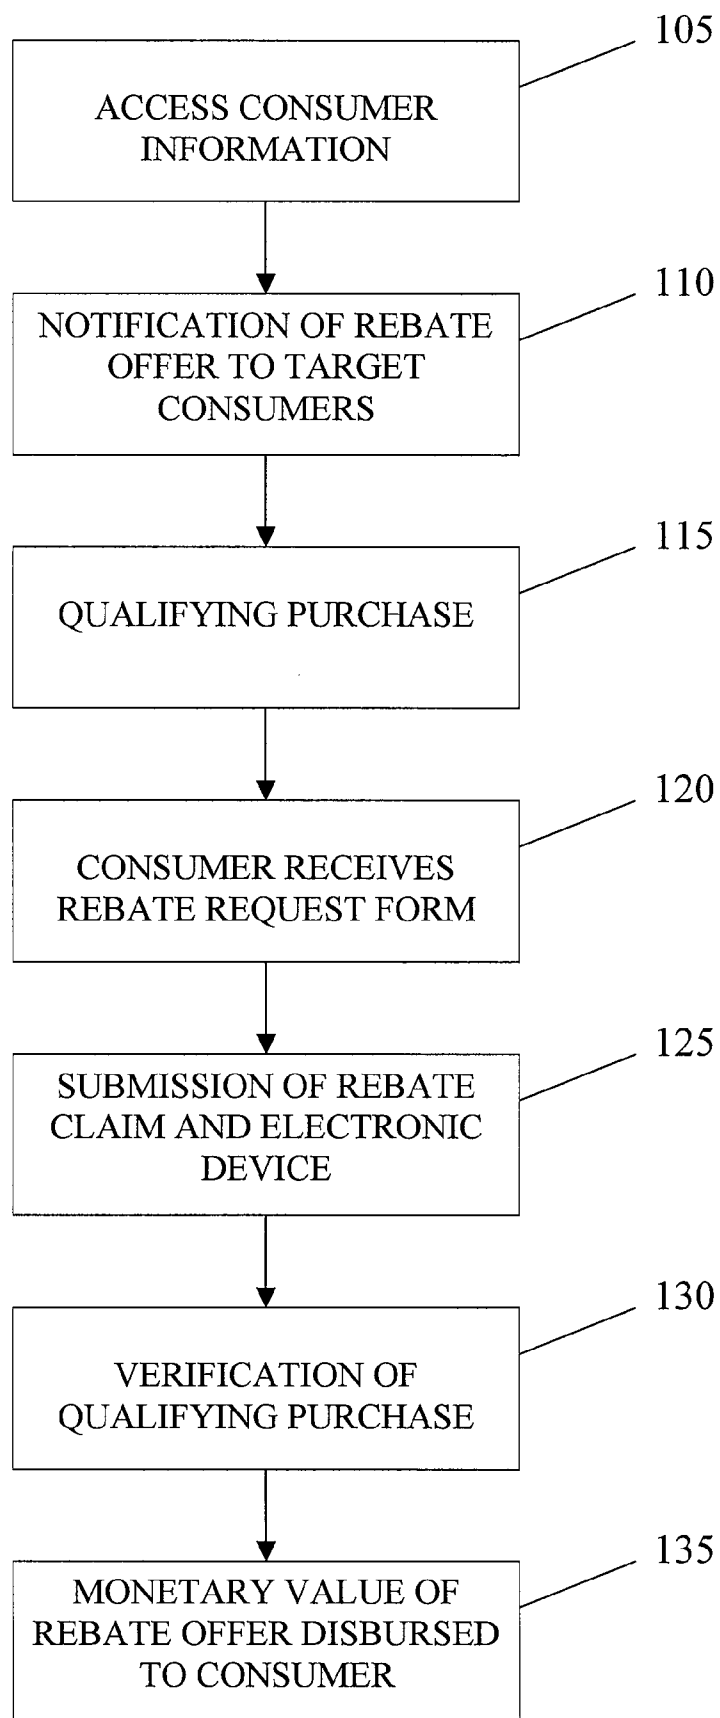 105
ACCESS CONSUMER
INFORMATION
110
NOTIFICATION OF REBATE
OFFER TO TARGET
CONSUMERS
115
QUALIFYING PURCHASE
120
CONSUMER RECEIVES
REBATE REQUEST FORM
125
SUBMISSION OF REBATE
CLAIM AND ELECTRONIC
DEVICE
130
VERIFICATION OF
QUALIFYING PURCHASE
135
MONETARY VALUE OF
REBATE OFFER DISBURSED
TO CONSUMER